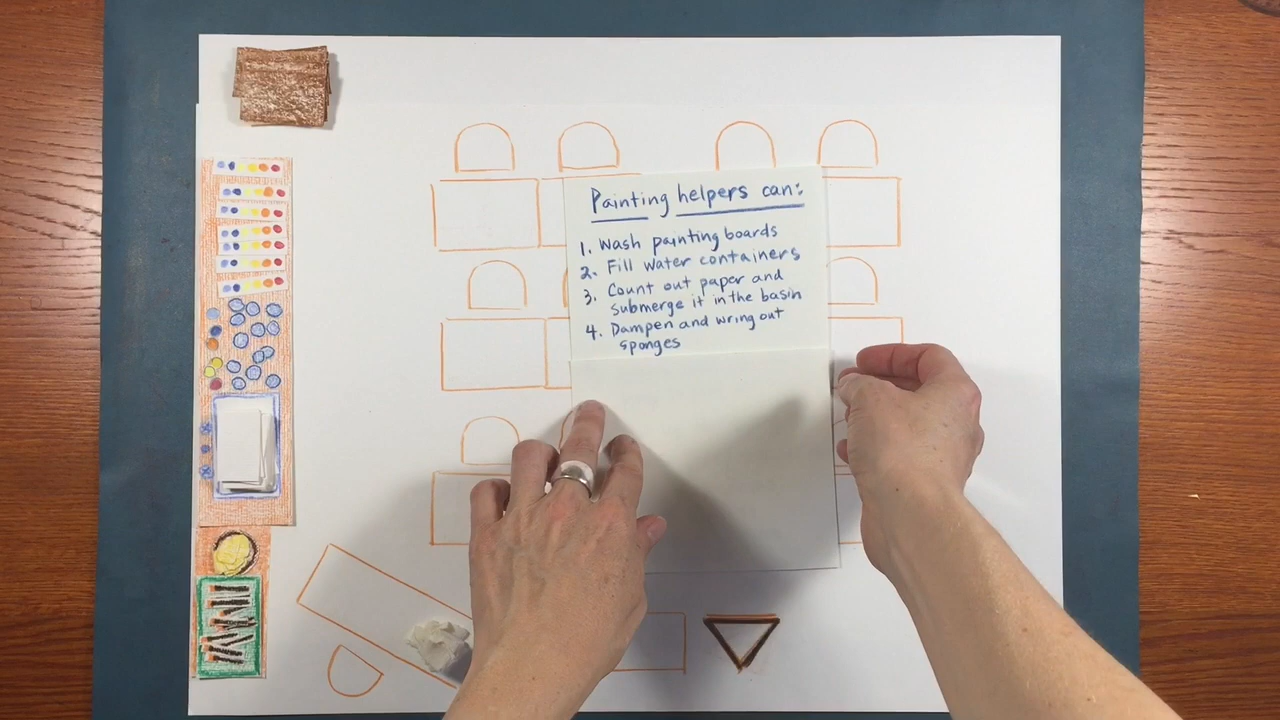 Painting helpers can:
1. Wash painting boards
2. Fill water containers
3. Count out paper and
submerge it in the basin
4. Dampen and wring out
sponges